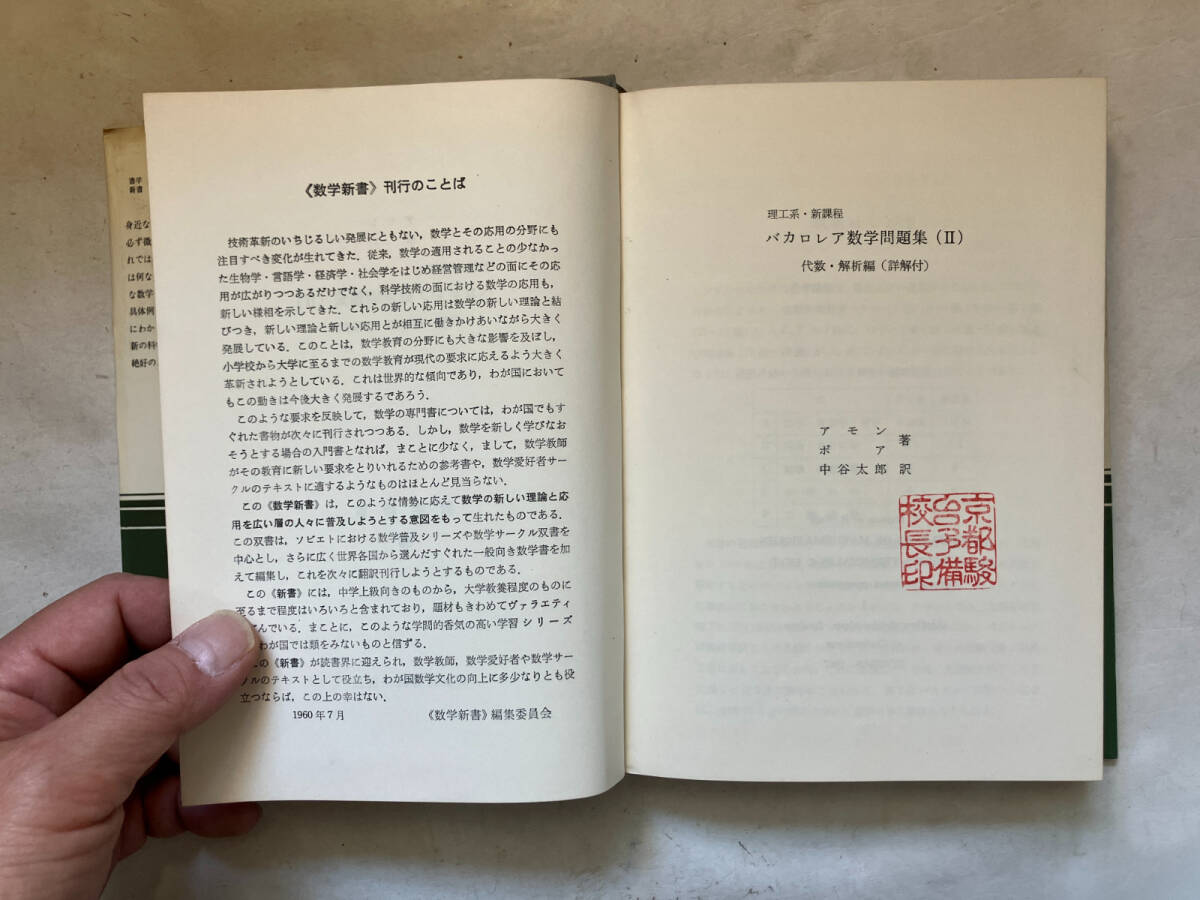 数学
新書
身近な
必ず微
れでは
は何な
な数学
具体例
にわか
新の科
絶好の
《数学新書》刊行のことば
技術革新のいちじるしい発展にともない，数学とその応用の分野にも
注目すべき変化が生れてきた．従来，数学の適用されることの少なかっ
た生物学・言語学・経済学・社会学をはじめ経営管理などの面にその応
用が広がりつつあるだけでなく，科学技術の面における数学の応用も，
新しい様相を示してきた．これらの新しい応用は数学の新しい理論と結
びつき，新しい理論と新しい応用とが相互に働きかけあいながら大きく
発展している．このことは，数学教育の分野にも大きな影響を及ぼし，
小学校から大学に至るまでの数学教育が現代の要求に応えるよう大きく
革新されようとしている．これは世界的な傾向であり，わが国において
もこの動きは今後大きく発展するであろう．
このような要求を反映して，数学の専門書については，わが国でもす
ぐれた書物が次々に刊行されつつある．しかし，数学を新しく学びなお
そうとする場合の入門書となれば，まことに少なく，まして，数学教師
がその教育に新しい要求をとりいれるための参考書や，数学愛好者サー
クルのテキストに適するようなものはほとんど見当らない．
この《数学新書》は，このような情勢に応えて数学の新しい理論と応
用を広い層の人々に普及しようとする意図をもって生れたものである．
この双書は，ソビエトにおける数学普及シリーズや数学サークル双書を
中心とし，さらに広く世界各国から選んだすぐれた一般向き数学書を加
えて編集し，これを次々に翻訳刊行しようとするものである．
この《新書》には，中学上級向きのものから，大学教養程度のものに
至るまで程度はいろいろと含まれており，題材もきわめてヴァラエティ
んでいる．まことに，このような学問的香気の高い学習シリーズ
わが国では類をみないものと信ずる．
この《新書》が読書界に迎えられ，数学教師，数学愛好者や数学サー
クルのテキストとして役立ち，わが国数学文化の向上に多少なりとも役
立つならば，この上の幸はない．
1960年7月　《数学新書》編集委員会
理工系・新課程
バカロレア数学問題集（II）
代数・解析編（詳解付）
アモン
ボア 著
中谷太郎 訳
京都駿
台予備
校長印